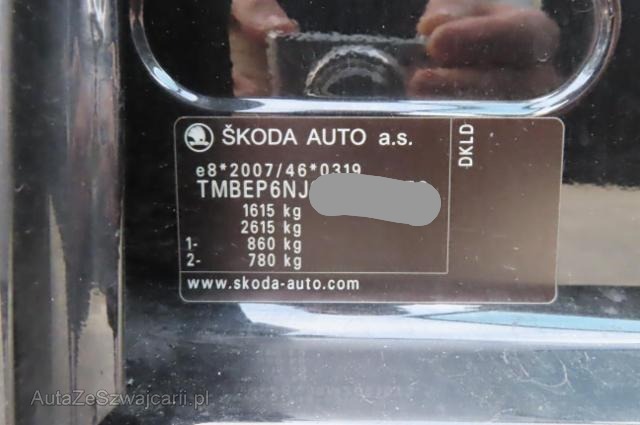 ŠKODA AUTO a.s.
e8*2007/46*0319
TMBEP6NJ
1615 kg
2615 kg
1- 860 kg
2- 780 kg
www.skoda-auto.com
DKLD
AutaZeSzwajcarii.pl